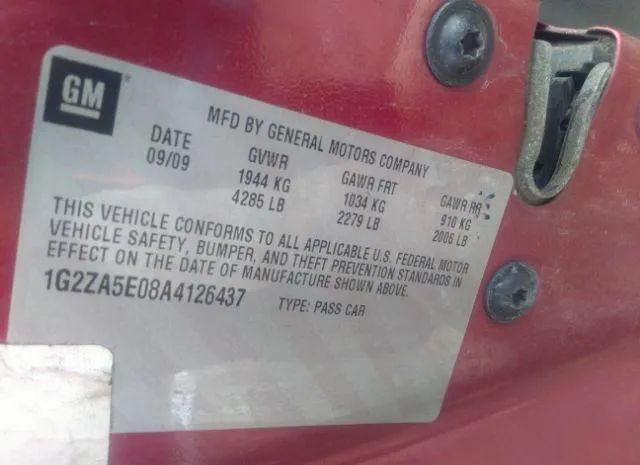 GM
MFD BY GENERAL MOTORS COMPANY
DATE GVWR GAWR FRT GAWR RR
09/09 1944 KG 1034 KG 910 KG
4285 LB 2279 LB 2006 LB
THIS VEHICLE CONFORMS TO ALL APPLICABLE U.S. FEDERAL MOTOR
VEHICLE SAFETY, BUMPER, AND THEFT PREVENTION STANDARDS IN
EFFECT ON THE DATE OF MANUFACTURE SHOWN ABOVE.
1G2ZA5E08A4126437 TYPE: PASS CAR